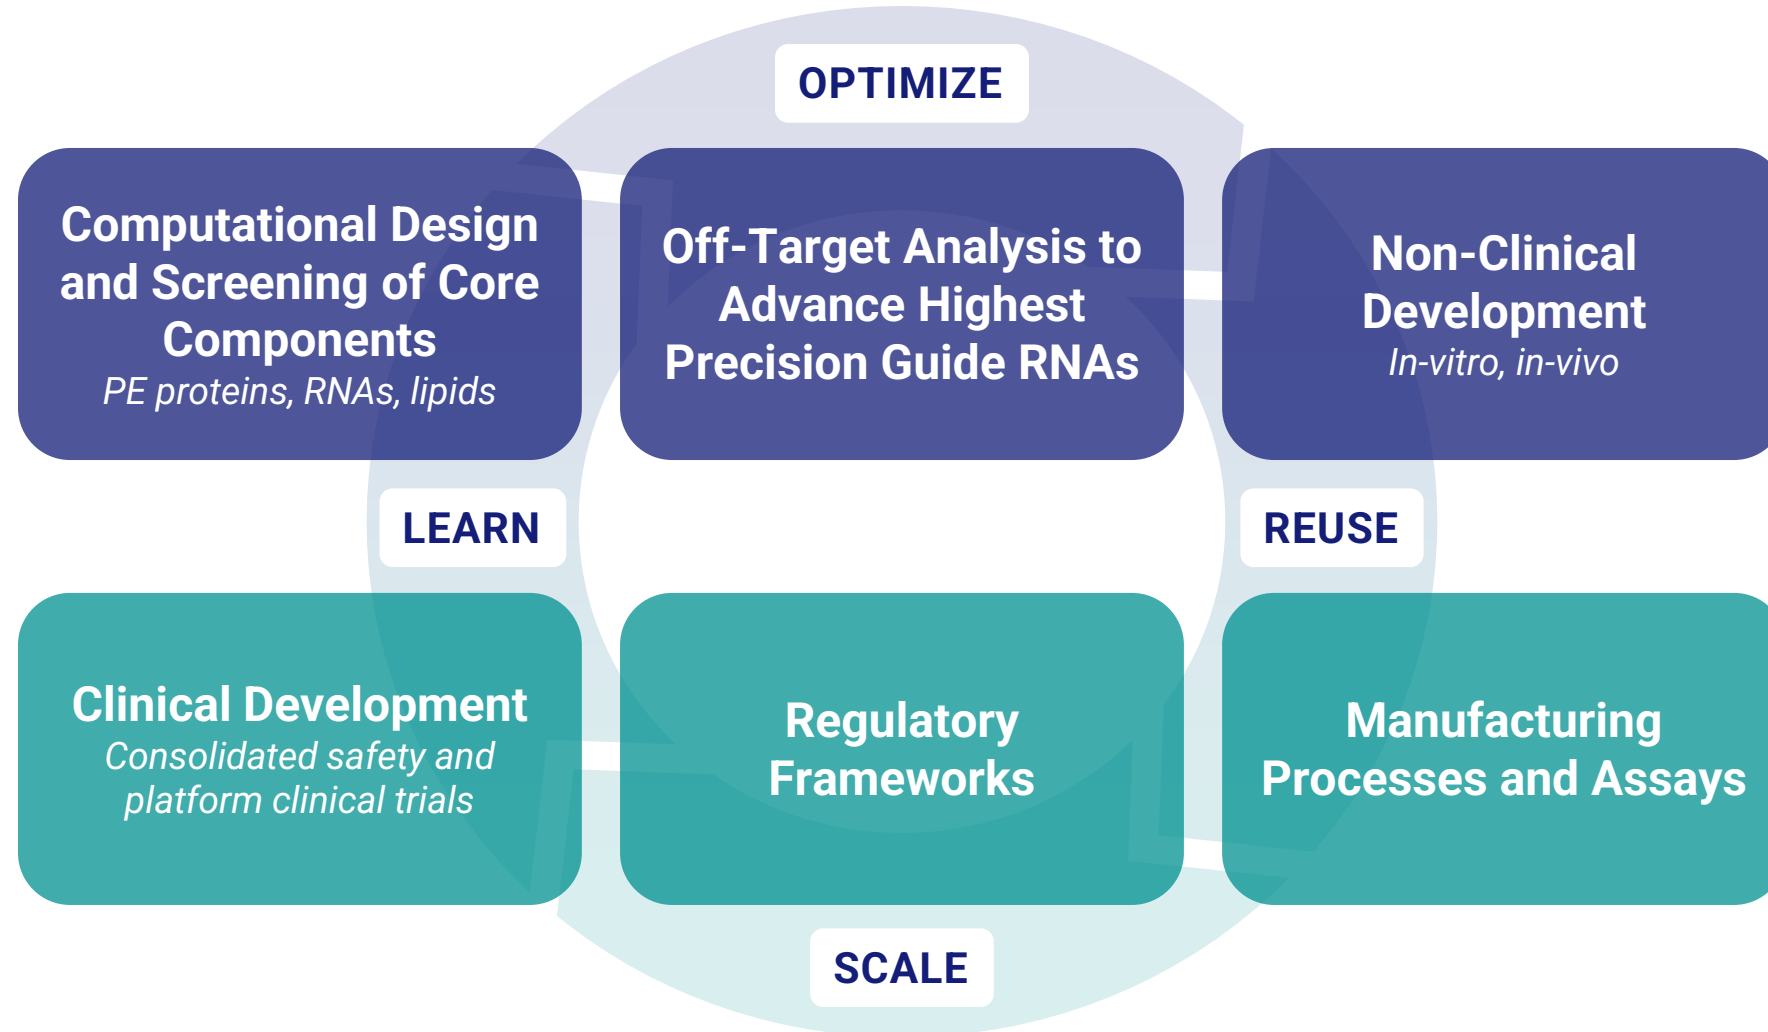 OPTIMIZE
Computational Design
and Screening of Core
Components
PE proteins, RNAs, lipids
Off-Target Analysis to
Advance Highest
Precision Guide RNAs
Non-Clinical
Development
In-vitro, in-vivo
LEARN
REUSE
Clinical Development
Consolidated safety and
platform clinical trials
Regulatory
Frameworks
Manufacturing
Processes and Assays
SCALE